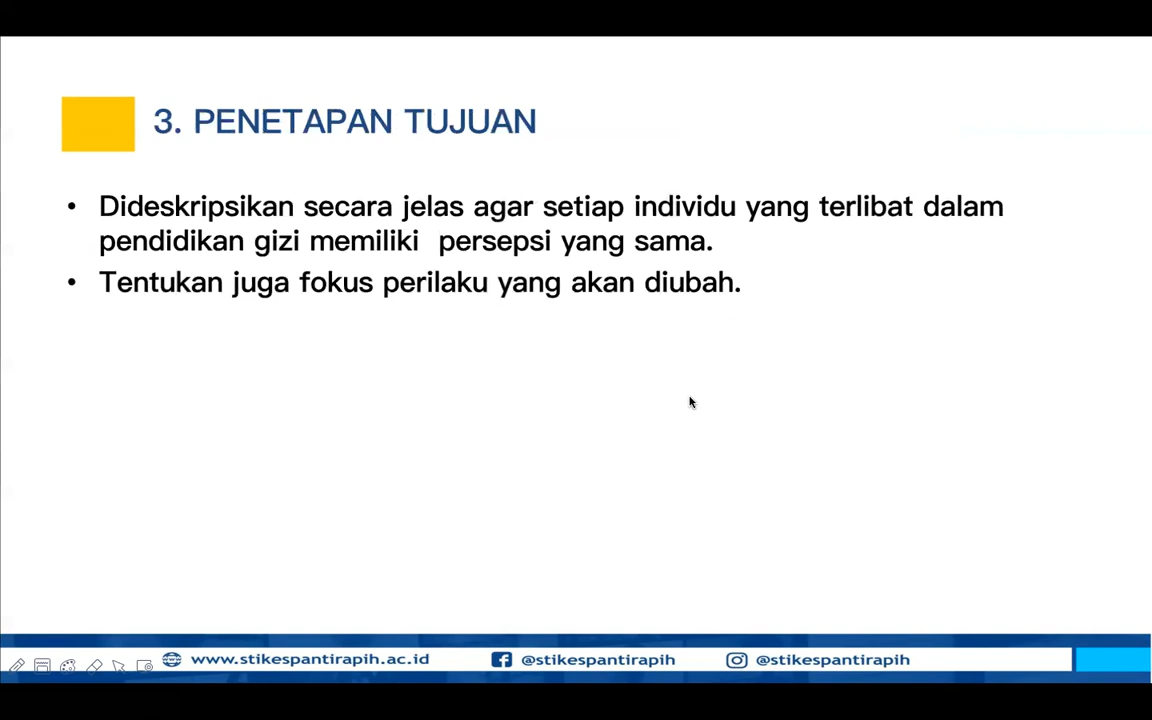 3. PENETAPAN TUJUAN
• Dideskripsikan secara jelas agar setiap individu yang terlibat dalam
pendidikan gizi memiliki  persepsi yang sama.
• Tentukan juga fokus perilaku yang akan diubah.
www.stikespantirapih.ac.id @stikespantirapih @stikespantirapih